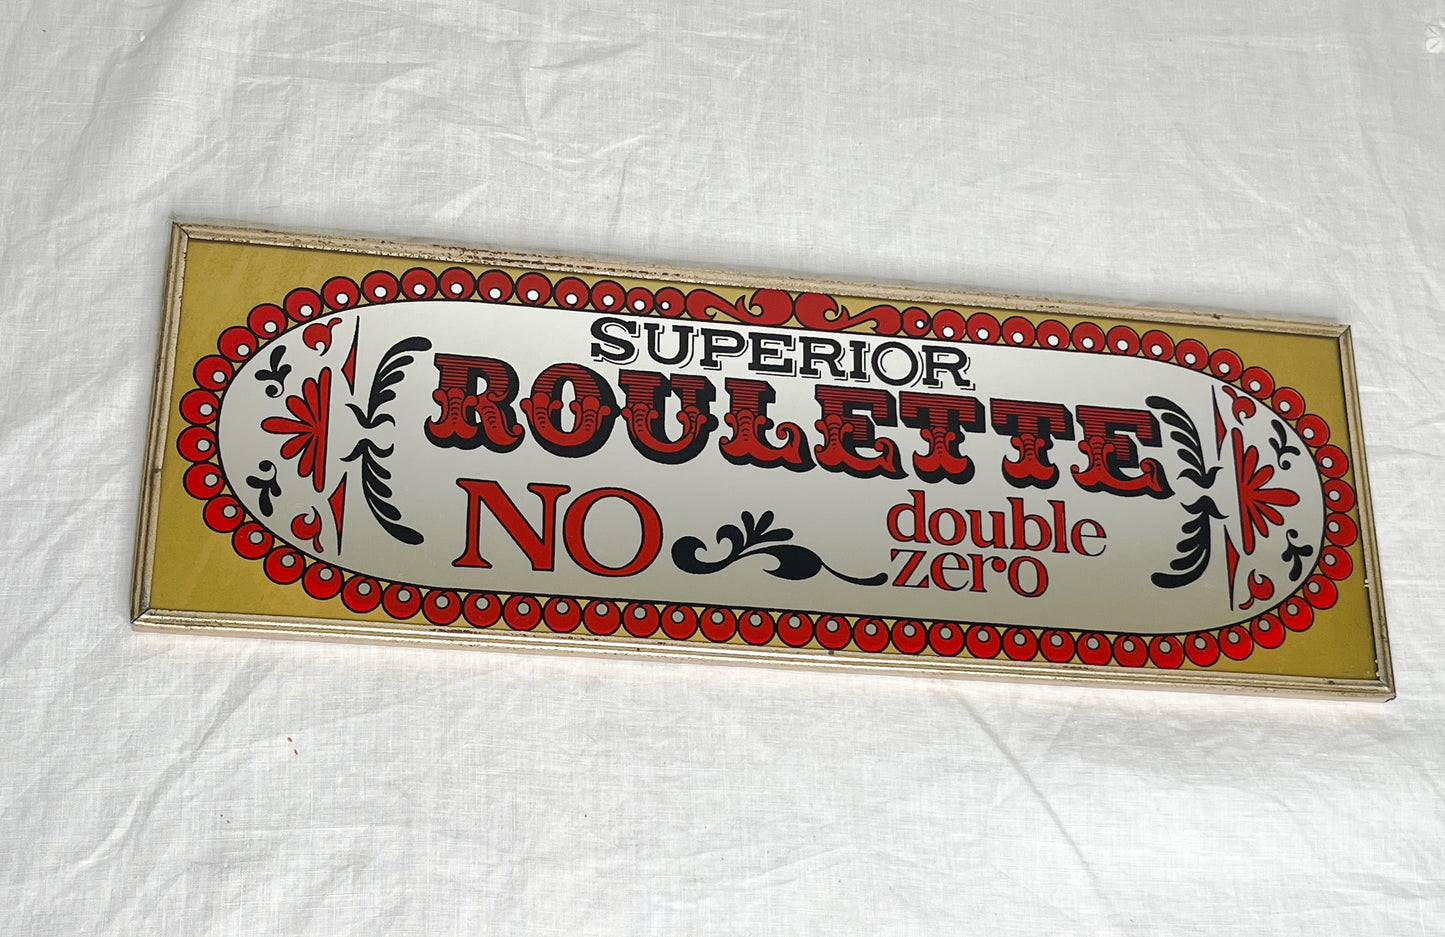 SUPERIOR
ROULETTE
NO double
zero